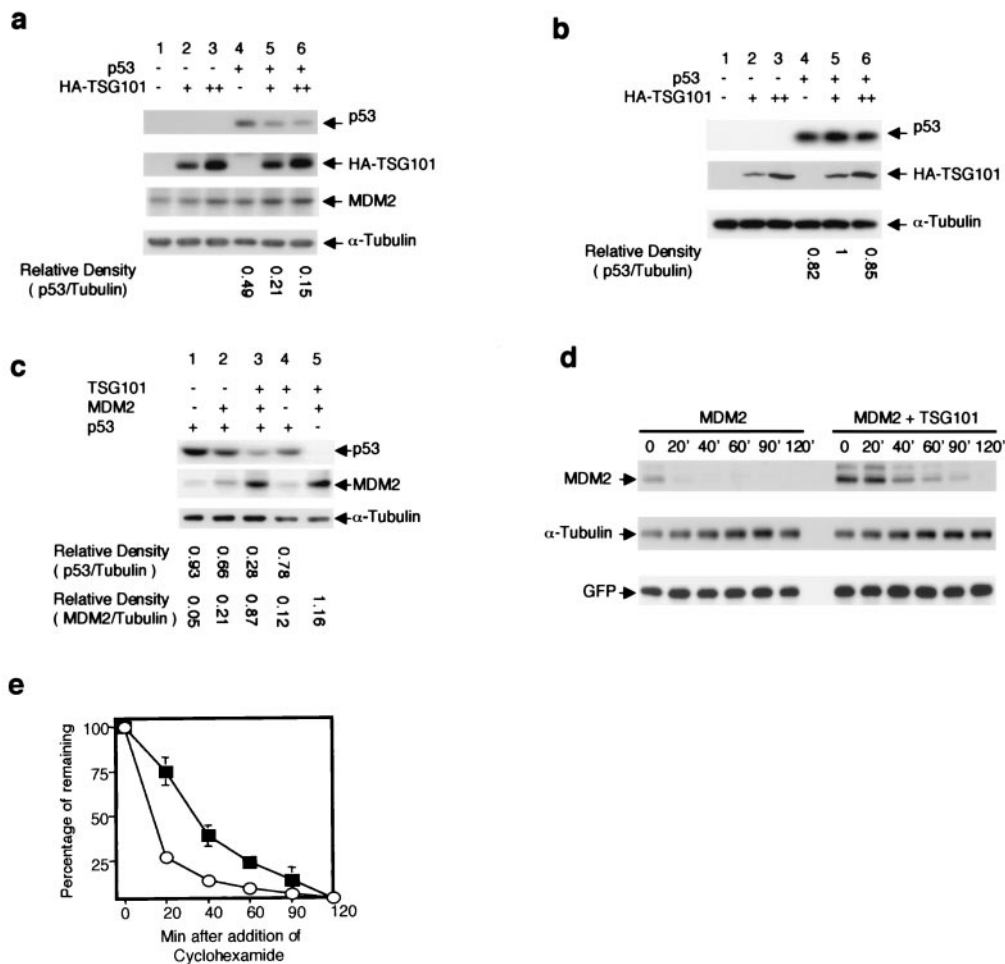 a
1 2 3 4 5 6
p53 - - - + + +
HA-TSG101 - + ++ - + ++
p53
HA-TSG101
MDM2
α-Tubulin
Relative Density
( p53/Tubulin)
0.49 0.21 0.15
b
1 2 3 4 5 6
p53 - - - + + +
HA-TSG101 - + ++ - + ++
p53
HA-TSG101
α-Tubulin
Relative Density
( p53/Tubulin)
0.82 1 0.85
c
1 2 3 4 5
TSG101 - - + + +
MDM2 - + + - +
p53 + + + + -
p53
MDM2
α-Tubulin
Relative Density
( p53/Tubulin )
0.93 0.66 0.28 0.78
Relative Density
(MDM2/Tubulin )
0.05 0.21 0.87 0.12 1.16
d
MDM2 MDM2 + TSG101
0 20' 40' 60' 90' 120' 0 20' 40' 60' 90' 120'
MDM2
α-Tubulin
GFP
e
Percentage of remaining
100
75
50
25
0 20 40 60 90 120
Min after addition of
Cyclohexamide